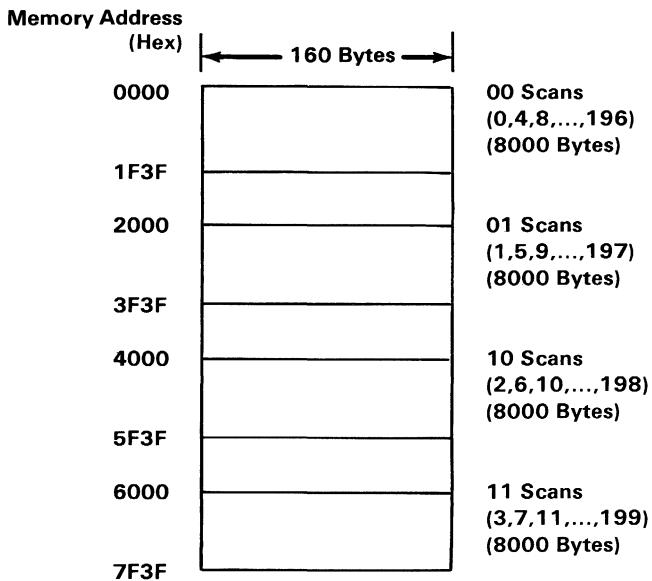 Memory Address
(Hex)
160 Bytes
0000
00 Scans
(0,4,8,...,196)
(8000 Bytes)
1F3F
2000
01 Scans
(1,5,9,...,197)
(8000 Bytes)
3F3F
4000
10 Scans
(2,6,10,...,198)
(8000 Bytes)
5F3F
6000
11 Scans
(3,7,11,...,199)
(8000 Bytes)
7F3F